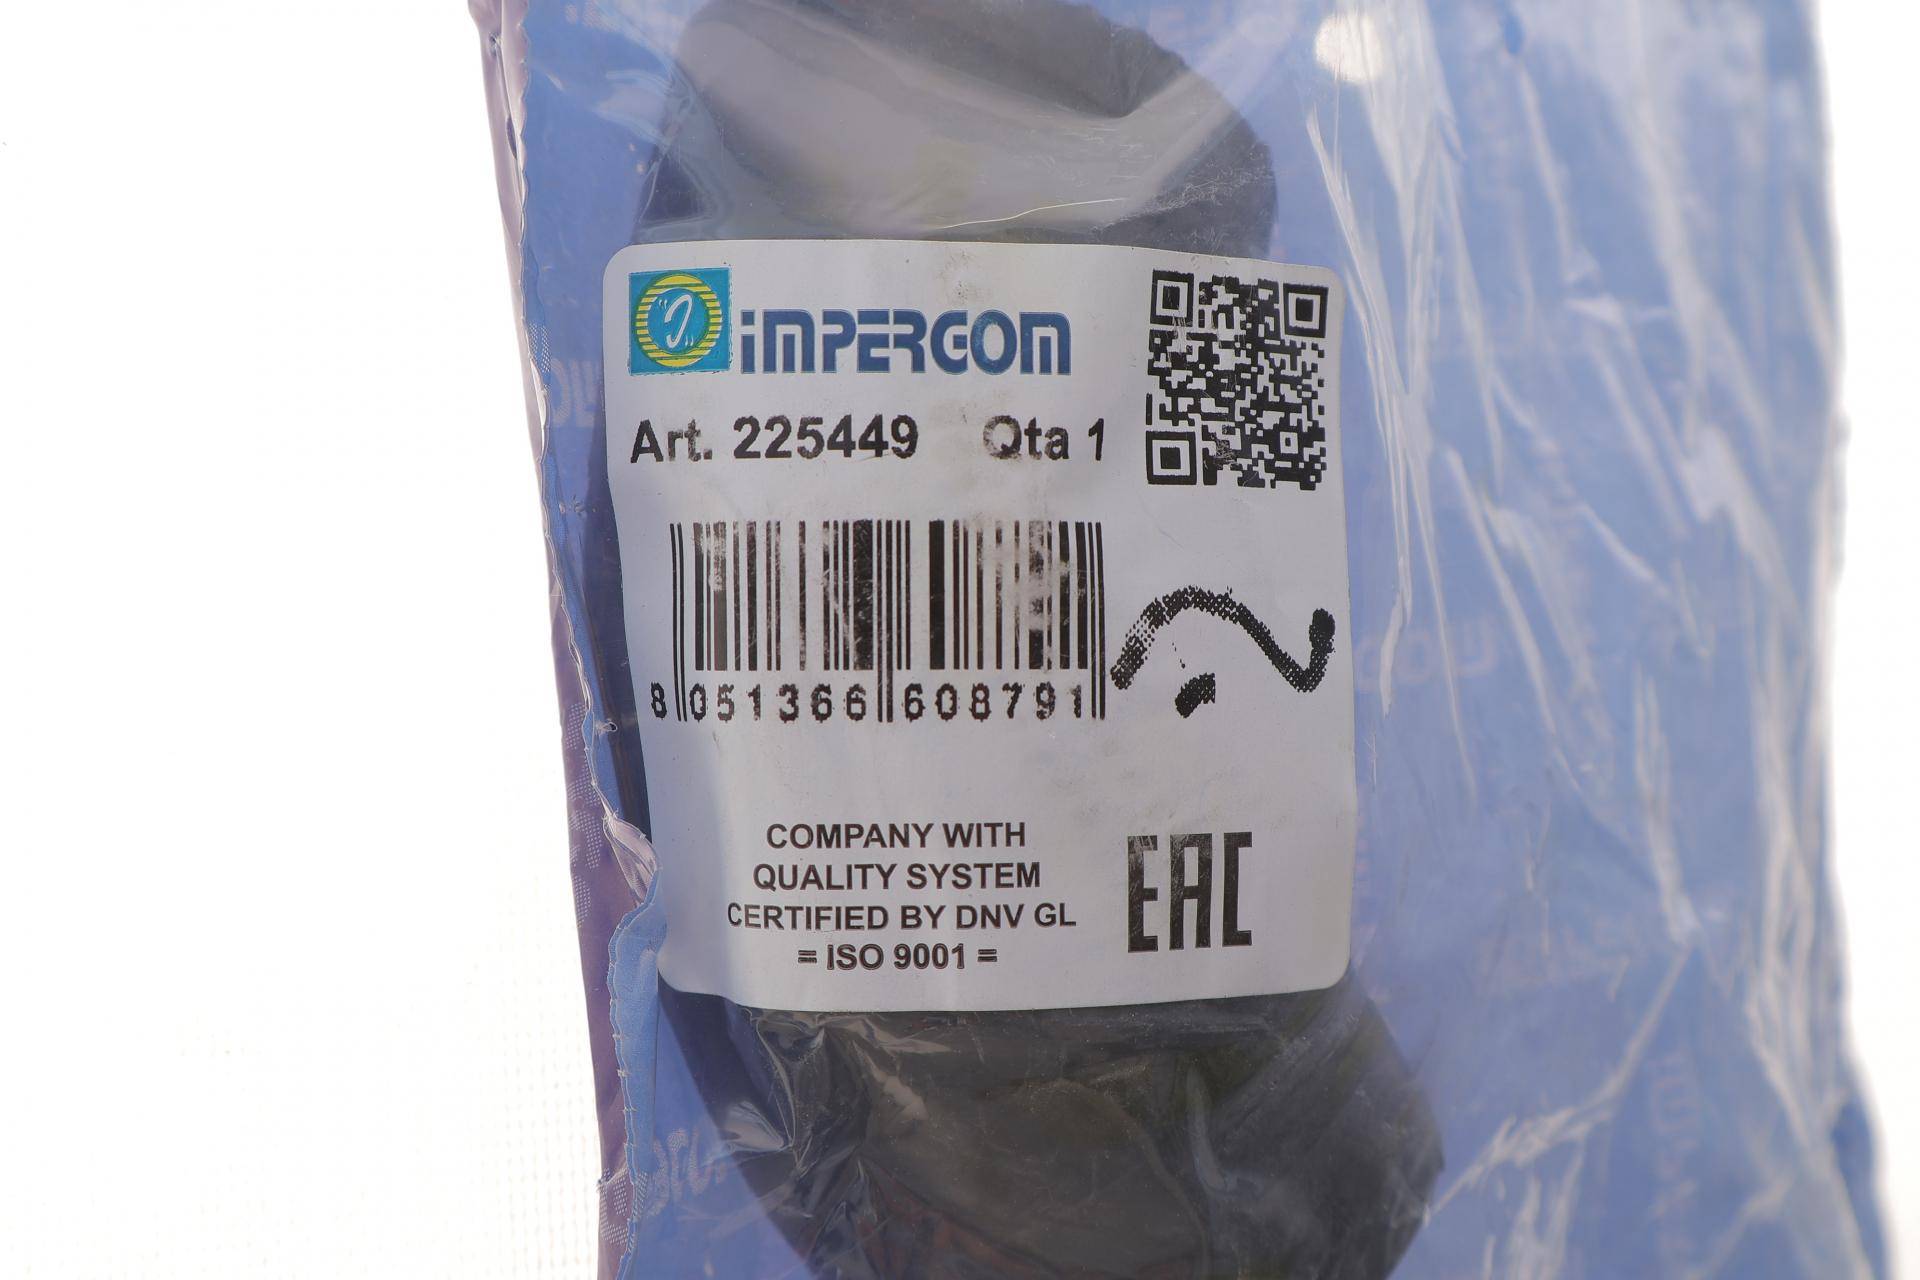 IMPERGOM
Art. 225449 Qta 1
8 051366 608791
COMPANY WITH
QUALITY SYSTEM
CERTIFIED BY DNV GL
= ISO 9001 =
EAC